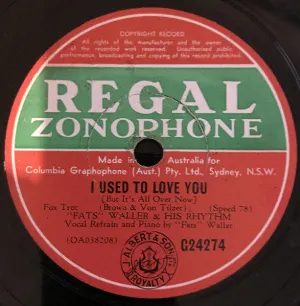 COPYRIGHT RECORD
All rights of the manufacturer and the owner
of the recorded work reserved. Unauthorised public
performance, broadcasting and copying of this record prohibited.
REGAL
ZONOPHONE
Made in Australia for
Columbia Graphophone (Aust.) Pty. Ltd., Sydney, N.S.W.
I USED TO LOVE YOU
(But It's All Over Now)
Fox Trot (Brown & Von Tilzer) (Speed 78)
"FATS" WALLER & HIS RHYTHM
Vocal Refrain and Piano by "Fats" Waller
(OA038208)
J. ALBERT & SON
ROYALTY
G24274